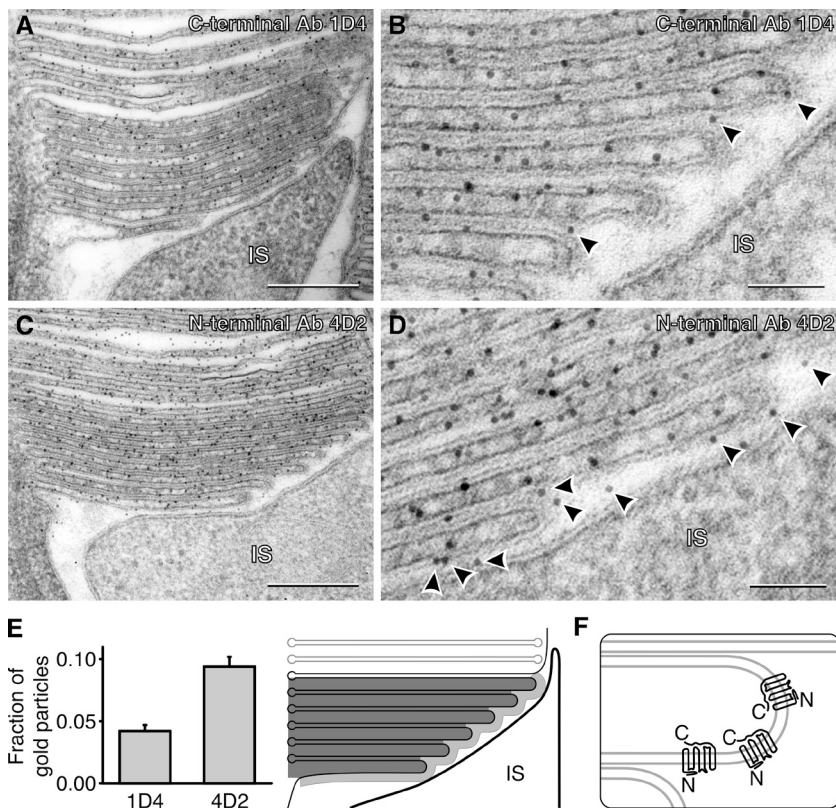 A
C-terminal Ab 1D4
IS
B
C-terminal Ab 1D4
IS
C
N-terminal Ab 4D2
IS
D
N-terminal Ab 4D2
IS
E
Fraction of
gold particles
0.10
0.05
0.00
1D4
4D2
IS
F
C
N
C
N
C
N